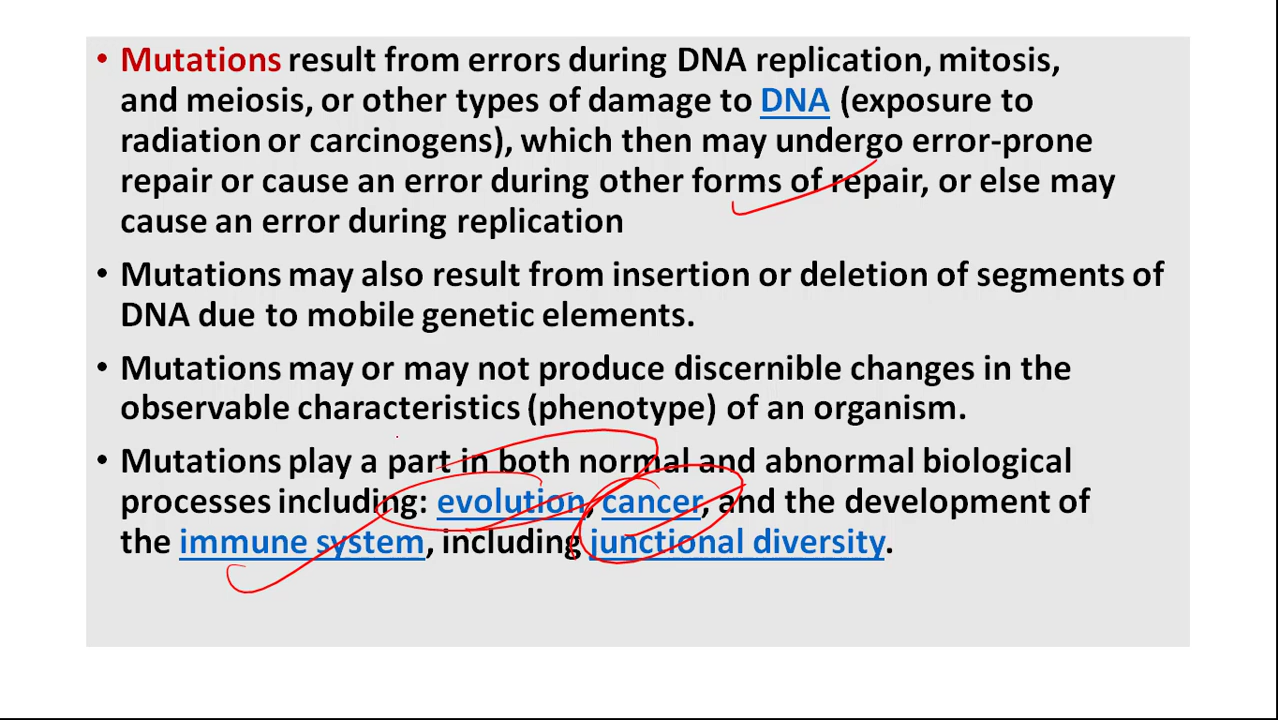 • Mutations result from errors during DNA replication, mitosis,
and meiosis, or other types of damage to DNA (exposure to
radiation or carcinogens), which then may undergo error-prone
repair or cause an error during other forms of repair, or else may
cause an error during replication
• Mutations may also result from insertion or deletion of segments of
DNA due to mobile genetic elements.
• Mutations may or may not produce discernible changes in the
observable characteristics (phenotype) of an organism.
• Mutations play a part in both normal and abnormal biological
processes including: evolution, cancer, and the development of
the immune system, including junctional diversity.